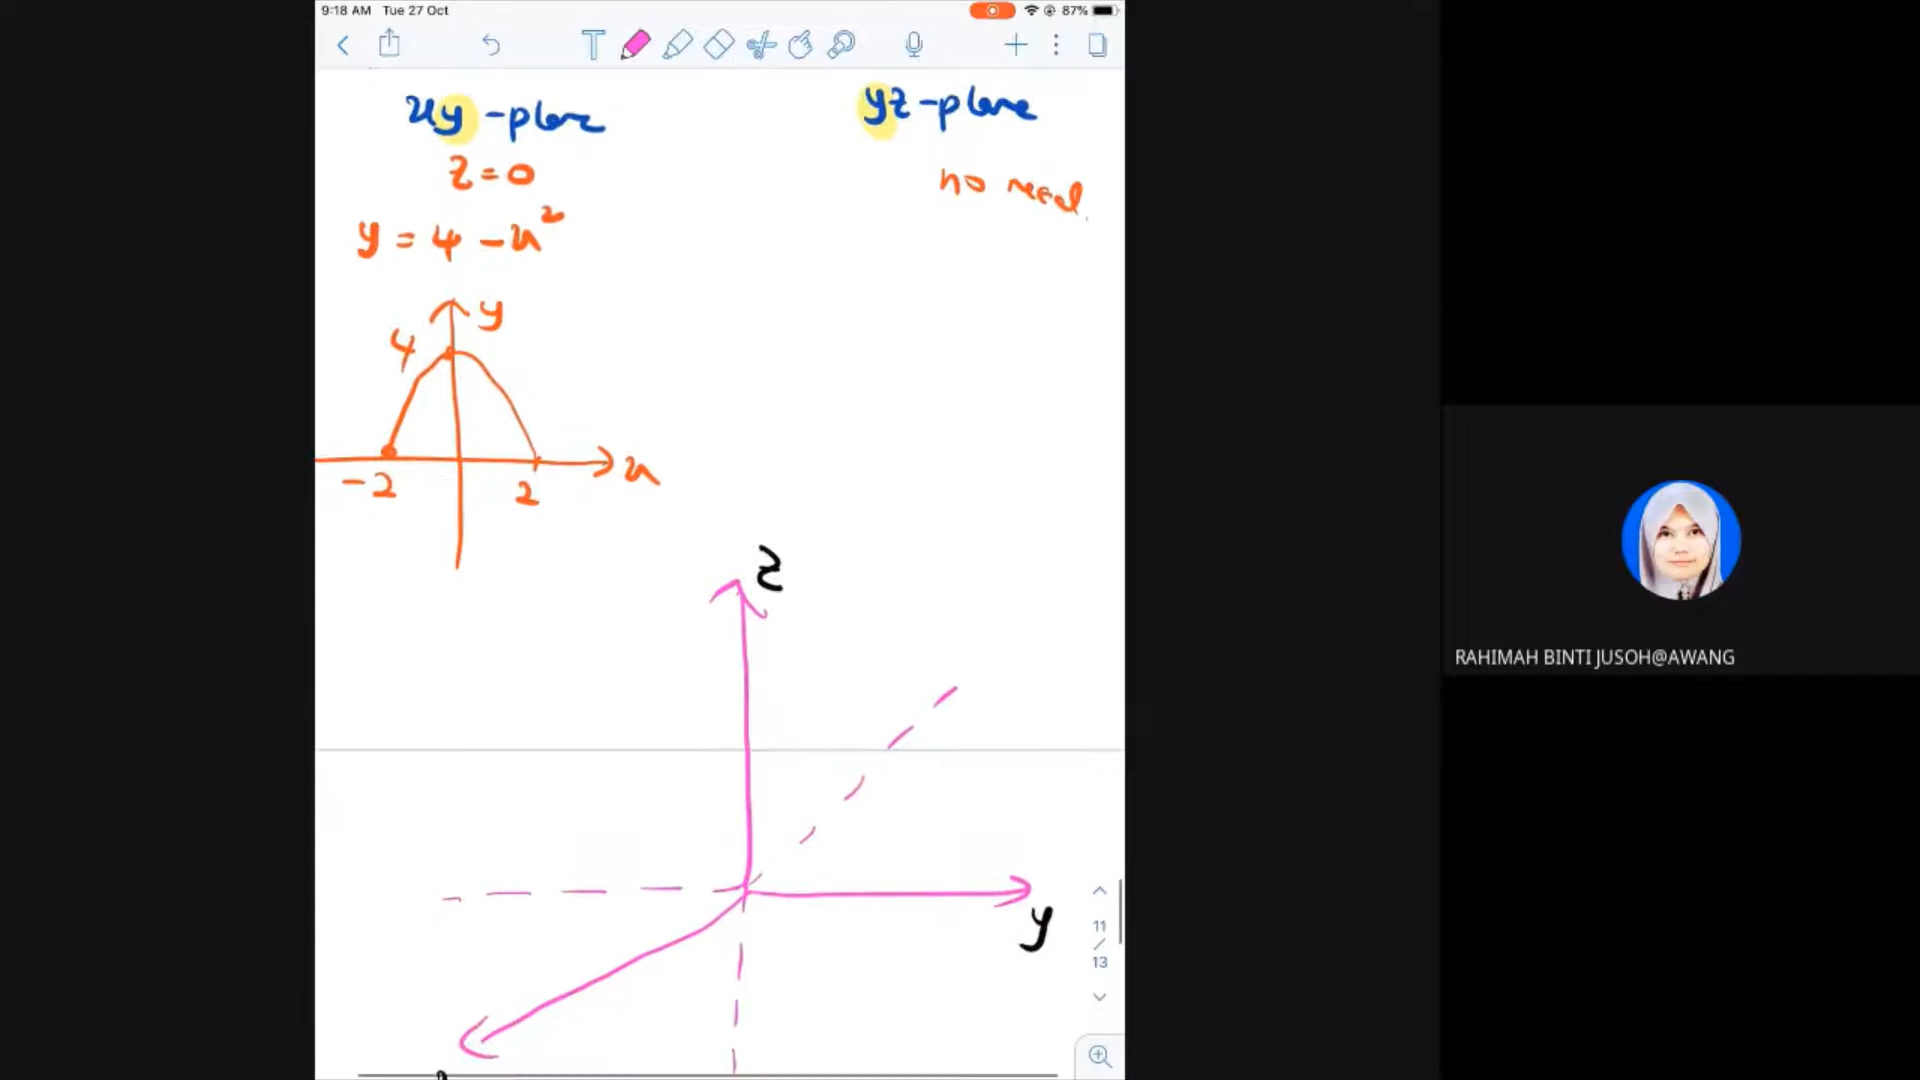 9:18 AM Tue 27 Oct
87%
T
xy-plane
z = 0
y = 4 - x²
y
4
-2
2
x
yz-plane
no need.
z
y
11
/
13
RAHIMAH BINTI JUSOH@AWANG